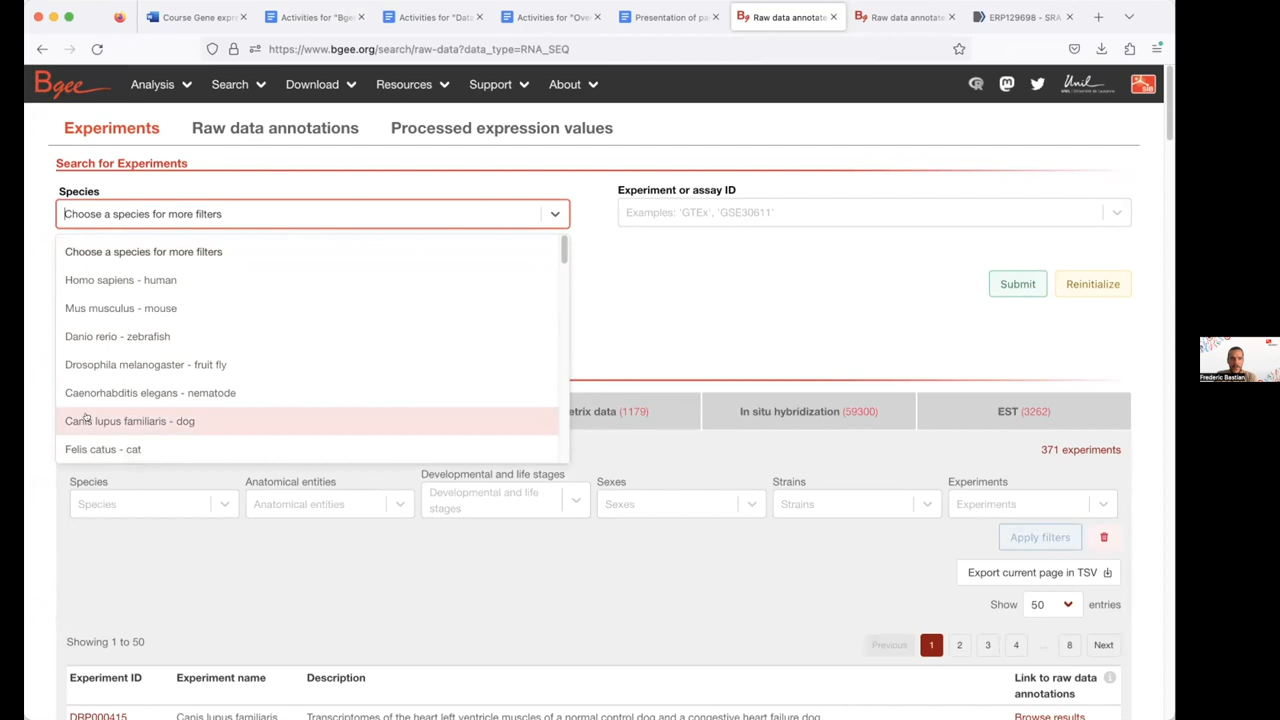 Course Gene expr
Activities for "Bge
Activities for "Data
Activities for "Ove
Presentation of pa
Raw data annotate
Raw data annotate
ERP129698 - SRA
https://www.bgee.org/search/raw-data?data_type=RNA_SEQ
Bgee Analysis Search Download Resources Support About Unil SIB
Experiments Raw data annotations Processed expression values
Search for Experiments
Species
Experiment or assay ID
Choose a species for more filters
Examples: 'GTEx', 'GSE30611'
Choose a species for more filters
Homo sapiens - human
Mus musculus - mouse
Danio rerio - zebrafish
Drosophila melanogaster - fruit fly
Caenorhabditis elegans - nematode
Canis lupus familiaris - dog
Felis catus - cat
Submit
Reinitialize
Frederic Bastian
etrix data (1179)
In situ hybridization (59300)
EST (3262)
371 experiments
Species
Anatomical entities
Developmental and life stages
Sexes
Strains
Experiments
Species
Anatomical entities
Developmental and life
stages
Sexes
Strains
Experiments
Apply filters
Export current page in TSV
Show 50 entries
Showing 1 to 50
Previous 1 2 3 4 ... 8 Next
Experiment ID
Experiment name
Description
Link to raw data
annotations
DRP000415
Canis lupus familiaris
Transcriptomes of the heart left ventricle muscles of a normal control dog and a congestive heart failure dog
Browse results